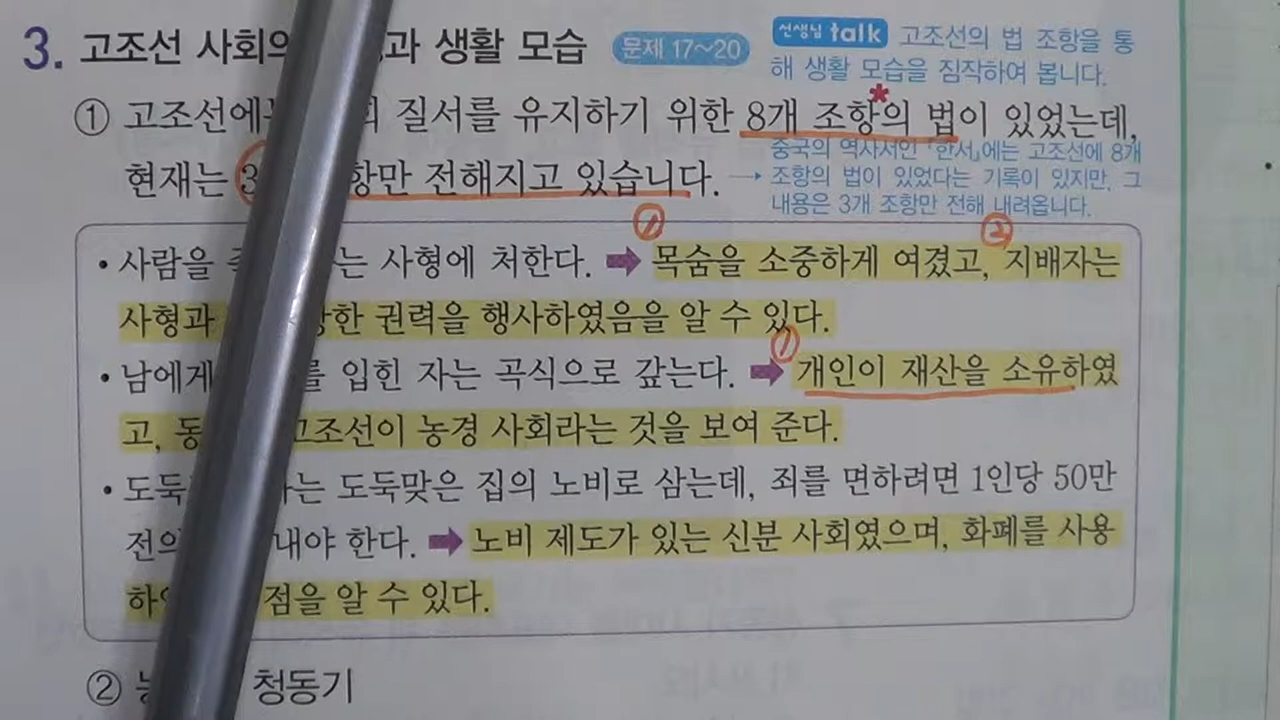 3. 고조선 사회의 과 생활 모습 문제 17~20
선생님 talk 고조선의 법 조항을 통
해 생활 모습을 짐작하여 봅니다.
① 고조선에 질서를 유지하기 위한 8개 조항의 법이 있었는데,
현재는 3 항만 전해지고 있습니다.
중국의 역사서인 『한서』에는 고조선에 8개
→ 조항의 법이 있었다는 기록이 있지만, 그
내용은 3개 조항만 전해 내려옵니다.
• 사람을 는 사형에 처한다. ➡ 목숨을 소중하게 여겼고, 지배자는
사형과 한 권력을 행사하였음을 알 수 있다.
• 남에게 를 입힌 자는 곡식으로 갚는다. ➡ 개인이 재산을 소유하였
고, 고조선이 농경 사회라는 것을 보여 준다.
• 도둑 는 도둑맞은 집의 노비로 삼는데, 죄를 면하려면 1인당 50만
전의 내야 한다. ➡ 노비 제도가 있는 신분 사회였으며, 화폐를 사용
하 점을 알 수 있다.
② 청동기